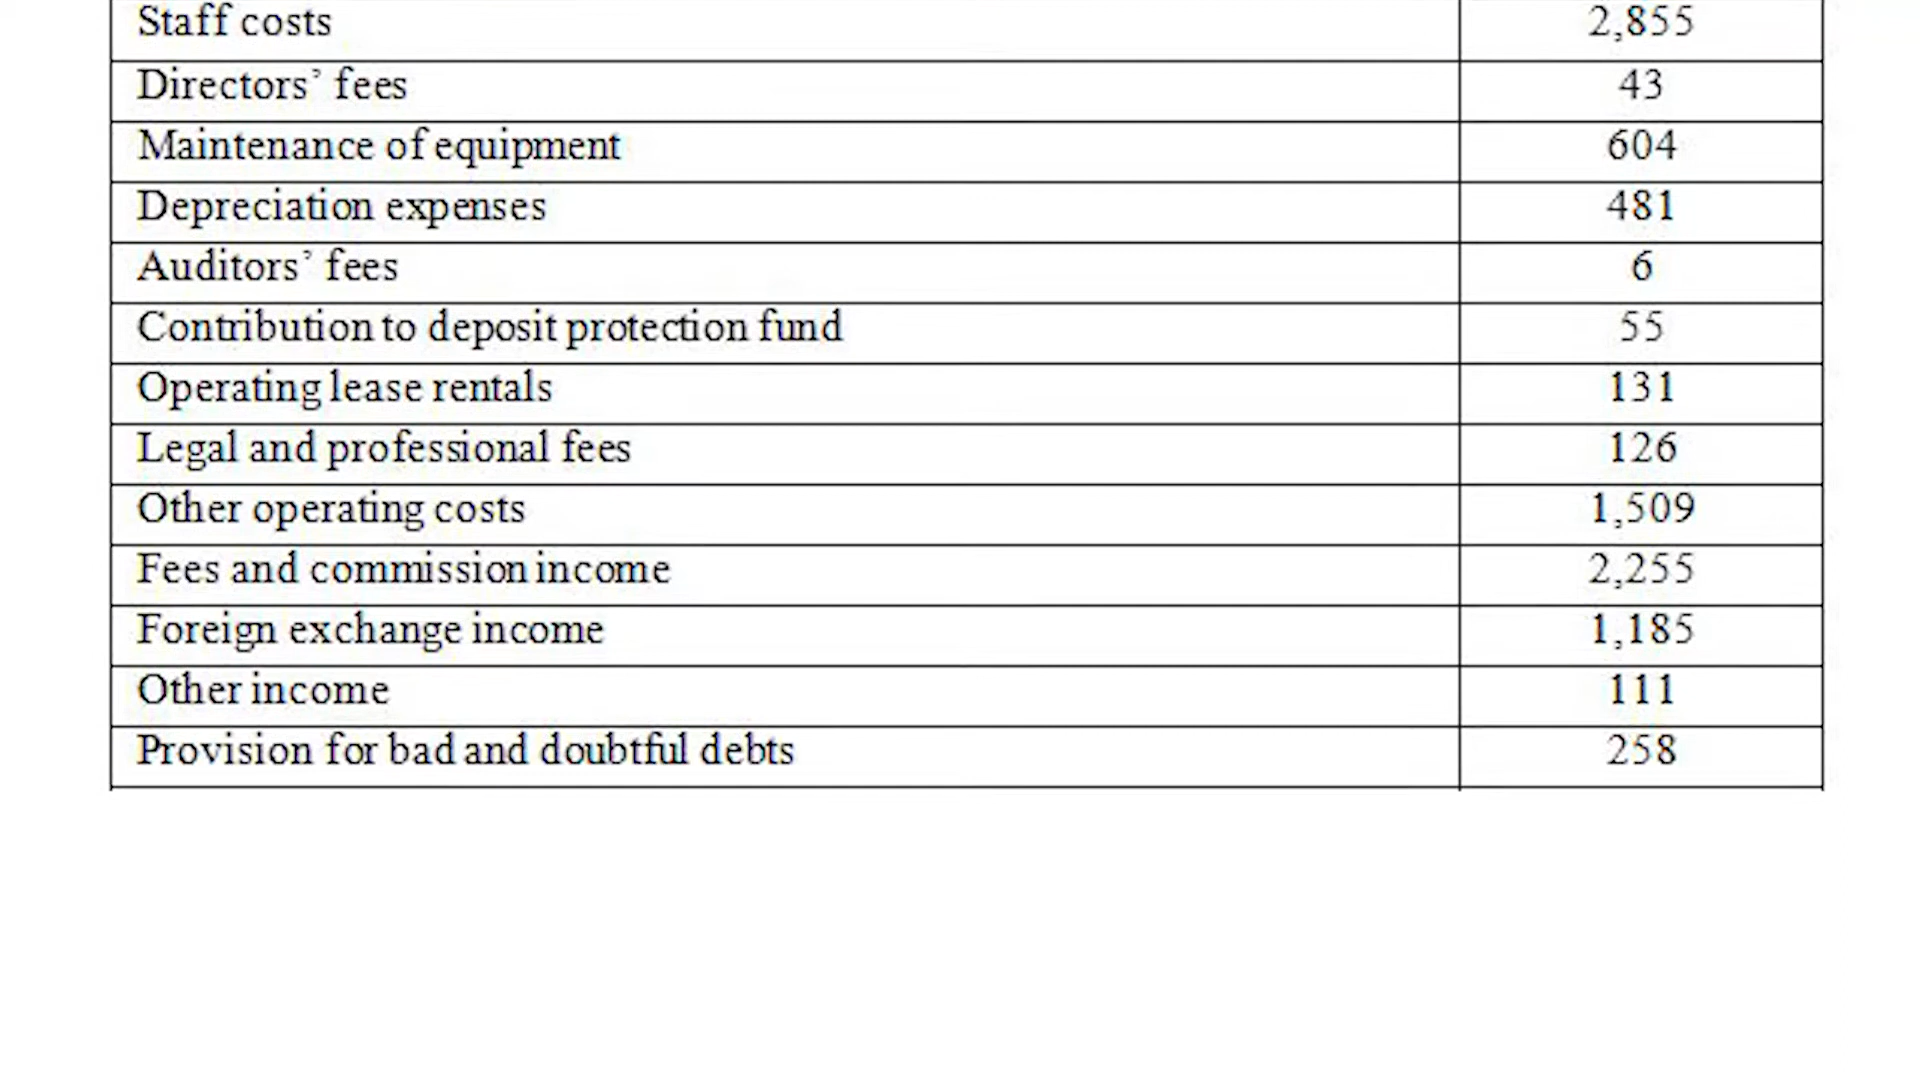 Staff costs 2,855
Directors’ fees 43
Maintenance of equipment 604
Depreciation expenses 481
Auditors’ fees 6
Contribution to deposit protection fund 55
Operating lease rentals 131
Legal and professional fees 126
Other operating costs 1,509
Fees and commission income 2,255
Foreign exchange income 1,185
Other income 111
Provision for bad and doubtful debts 258